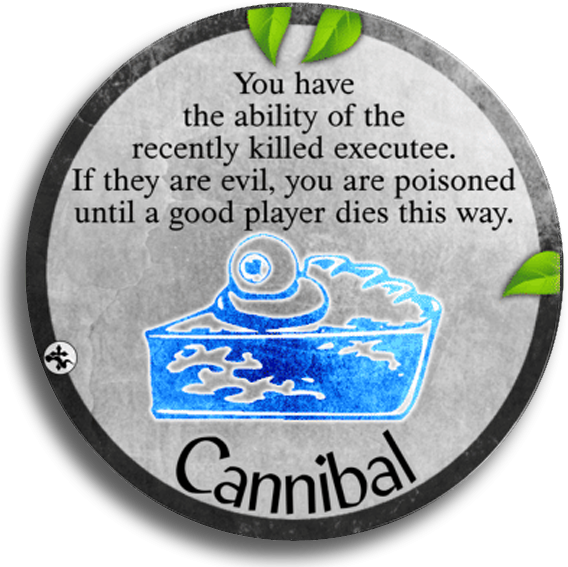 You have
the ability of the
recently killed executee.
If they are evil, you are poisoned
until a good player dies this way.
Cannibal